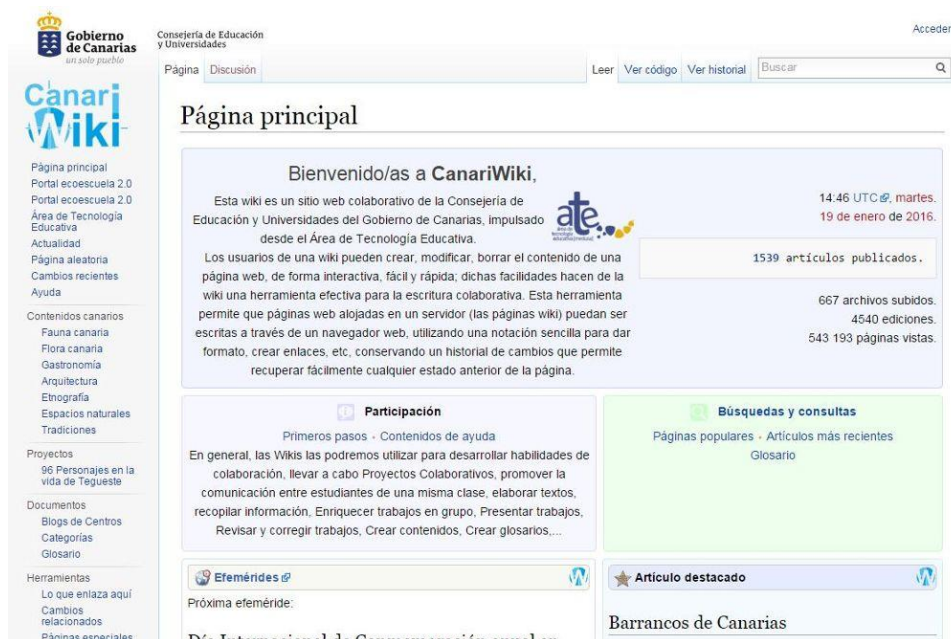 Gobierno
de Canarias
un solo pueblo
Consejería de Educación
y Universidades
Acceder
Página Discusión
Leer Ver código Ver historial Buscar
Canari
Wiki
Página principal
Portal ecoescuela 2.0
Portal ecoescuela 2.0
Área de Tecnología
Educativa
Actualidad
Página aleatoria
Cambios recientes
Ayuda
Contenidos canarios
Fauna canaria
Flora canaria
Gastronomía
Arquitectura
Etnografía
Espacios naturales
Tradiciones
Proyectos
96 Personajes en la
vida de Tegueste
Documentos
Blogs de Centros
Categorías
Glosario
Herramientas
Lo que enlaza aquí
Cambios
relacionados
Páginas especiales
Página principal
Bienvenido/as a CanariWiki,
Esta wiki es un sitio web colaborativo de la Consejería de
Educación y Universidades del Gobierno de Canarias, impulsado
desde el Área de Tecnología Educativa.
ate
Los usuarios de una wiki pueden crear, modificar, borrar el contenido de una
página web, de forma interactiva, fácil y rápida; dichas facilidades hacen de la
wiki una herramienta efectiva para la escritura colaborativa. Esta herramienta
permite que páginas web alojadas en un servidor (las páginas wiki) puedan ser
escritas a través de un navegador web, utilizando una notación sencilla para dar
formato, crear enlaces, etc, conservando un historial de cambios que permite
recuperar fácilmente cualquier estado anterior de la página.
14:46 UTC, martes.
19 de enero de 2016.
1539 artículos publicados.
667 archivos subidos.
4540 ediciones.
543 193 páginas vistas.
Participación
Primeros pasos - Contenidos de ayuda
En general, las Wikis las podremos utilizar para desarrollar habilidades de
colaboración, llevar a cabo Proyectos Colaborativos, promover la
comunicación entre estudiantes de una misma clase, elaborar textos,
recopilar información, Enriquecer trabajos en grupo, Presentar trabajos,
Revisar y corregir trabajos, Crear contenidos, Crear glosarios,...
Búsquedas y consultas
Páginas populares - Artículos más recientes
Glosario
Efemérides
Próxima efeméride:
Día Internacional de Conmemoración anual en
Artículo destacado
Barrancos de Canarias